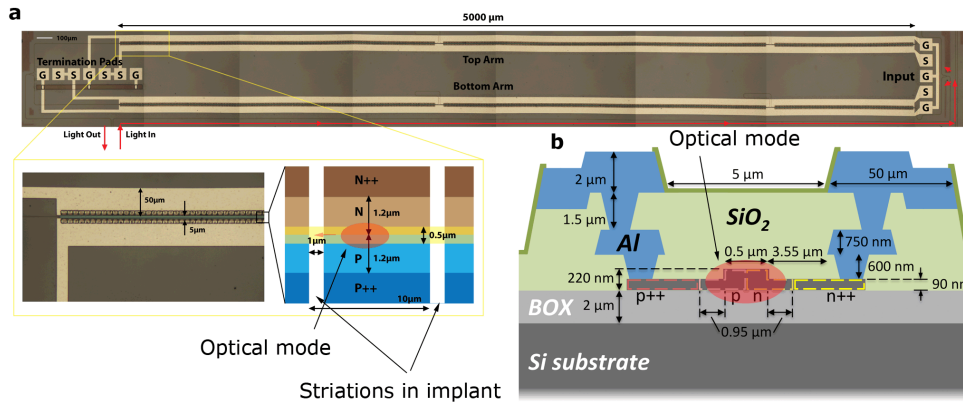 a
5000 µm
100µm
Termination Pads
G S S G S S G
Top Arm
Bottom Arm
Input
G
S
G
S
G
Light Out
Light In
50µm
5µm
N++
N
1.2µm
0.5µm
1µm
P
1.2µm
P++
10µm
Optical mode
Striations in implant
b
Optical mode
2 µm
5 µm
50 µm
1.5 µm
SiO2
Al
0.5 µm
3.55 µm
750 nm
600 nm
220 nm
90 nm
p++
p
n
n++
BOX
2 µm
0.95 µm
Si substrate